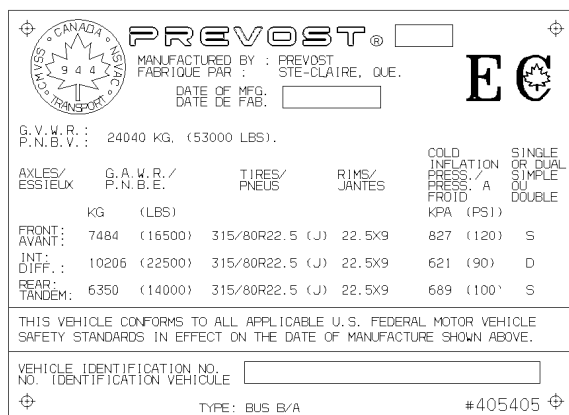 CANADA
CMVSS NSVAC
944
TRANSPORT
PREVOST ®
MANUFACTURED BY : PREVOST
FABRIQUE PAR : STE-CLAIRE, QUE.
DATE OF MFG.
DATE DE FAB.
EC
G.V.W.R.:
P.N.B.V.: 24040 KG, (53000 LBS).
AXLES/ G.A.W.R./ TIRES/ RIMS/ COLD INFLATION PRESS./ SINGLE OR DUAL
ESSIEUX P.N.B.E. PNEUS JANTES PRESS. A FROID SIMPLE OU DOUBLE
KG (LBS) KPA (PSI)
FRONT:
AVANT: 7484 (16500) 315/80R22.5 (J) 22.5X9 827 (120) S
INT:
DIFF.: 10206 (22500) 315/80R22.5 (J) 22.5X9 621 (90) D
REAR:
TANDEM: 6350 (14000) 315/80R22.5 (J) 22.5X9 689 (100) S
THIS VEHICLE CONFORMS TO ALL APPLICABLE U.S. FEDERAL MOTOR VEHICLE
SAFETY STANDARDS IN EFFECT ON THE DATE OF MANUFACTURE SHOWN ABOVE.
VEHICLE IDENTIFICATION NO.
NO. IDENTIFICATION VEHICULE
TYPE: BUS B/A #405405